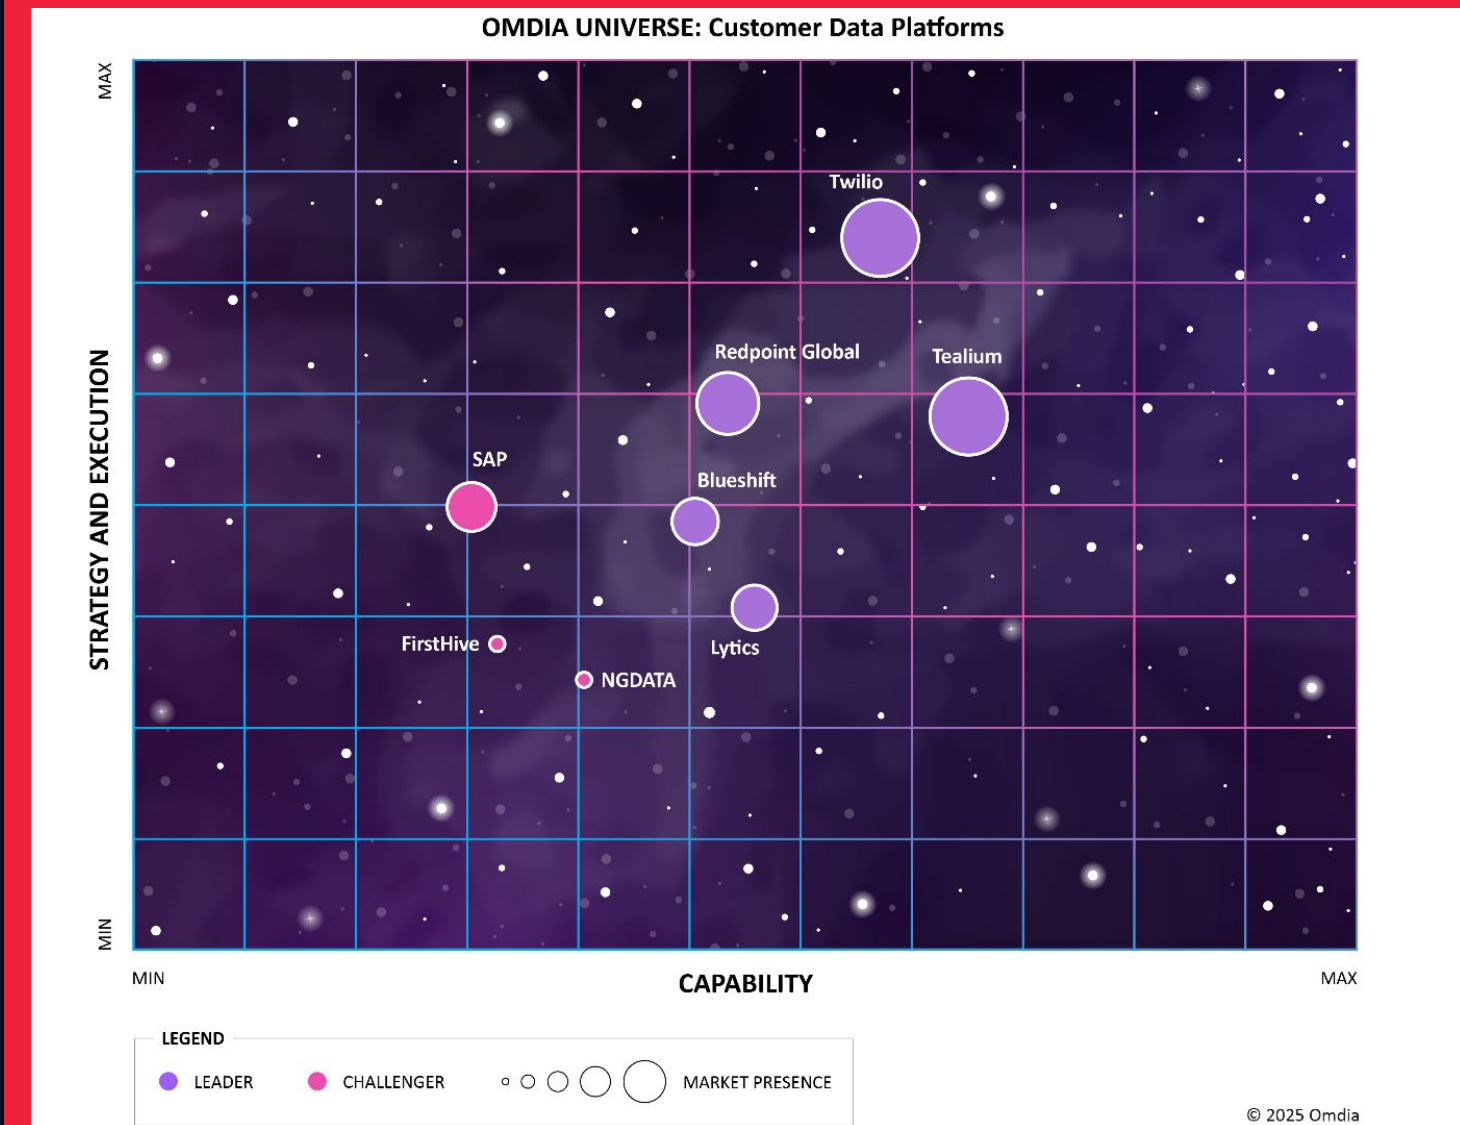 OMDIA UNIVERSE: Customer Data Platforms
MAX
STRATEGY AND EXECUTION
MIN
Twilio
Redpoint Global
Tealium
SAP
Blueshift
FirstHive
Lytics
NGDATA
MIN
CAPABILITY
MAX
LEGEND
LEADER
CHALLENGER
MARKET PRESENCE
© 2025 Omdia